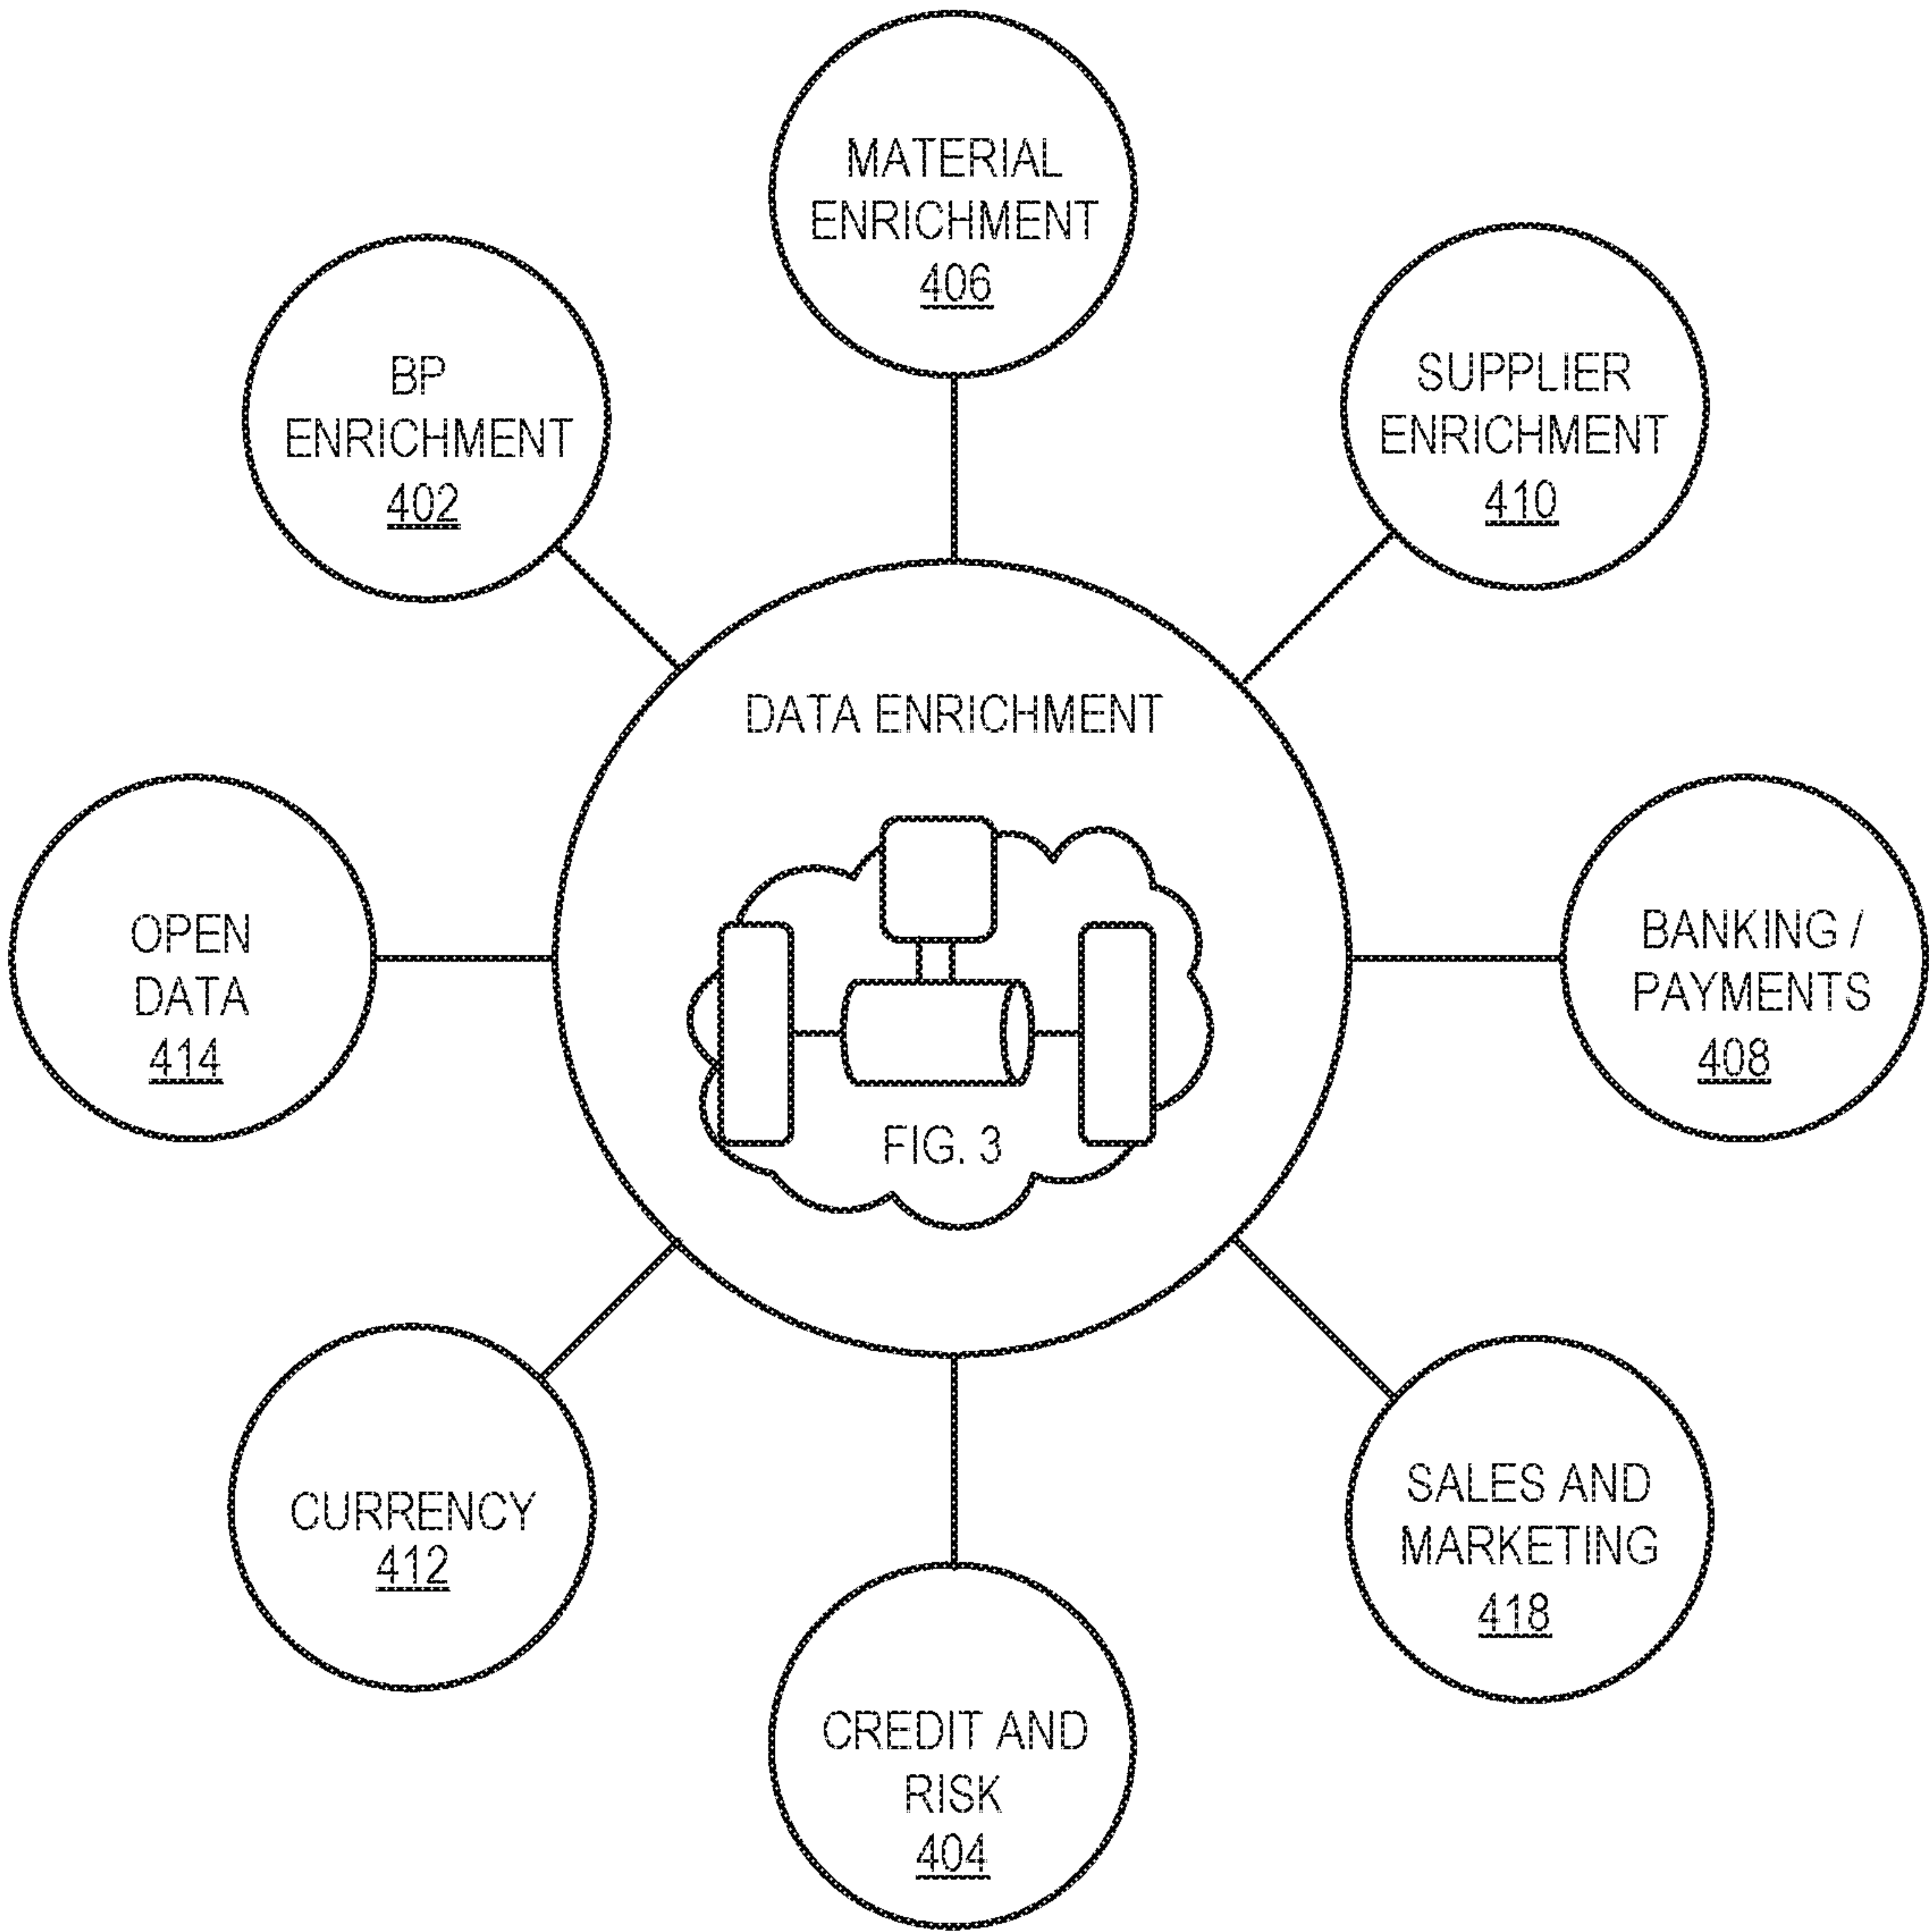 MATERIAL
ENRICHMENT
406
BP
ENRICHMENT
402
SUPPLIER
ENRICHMENT
410
DATA ENRICHMENT
OPEN
DATA
414
BANKING /
PAYMENTS
408
FIG. 3
CURRENCY
412
SALES AND
MARKETING
418
CREDIT AND
RISK
404